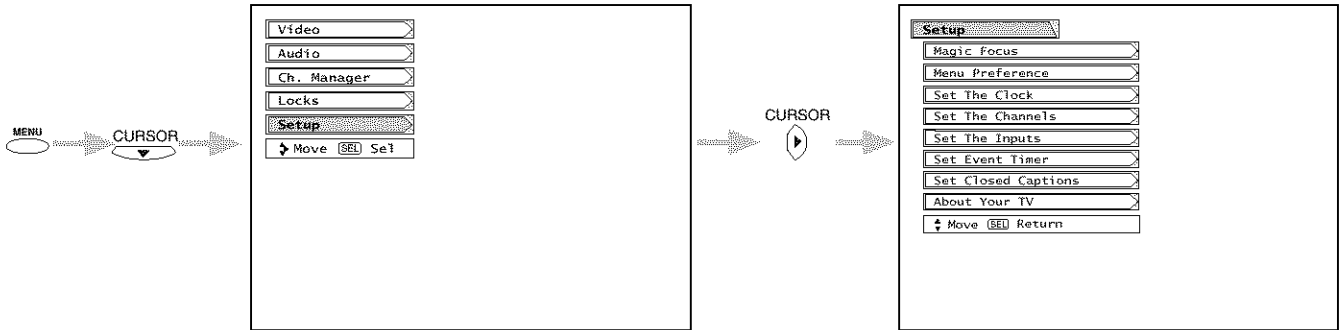 MENU
CURSOR
Video
Audio
Ch. Manager
Locks
Setup
Move SEL Sel
CURSOR
Setup
Magic Focus
Menu Preference
Set The Clock
Set The Channels
Set The Inputs
Set Event Timer
Set Closed Captions
About Your TV
Move SEL Return